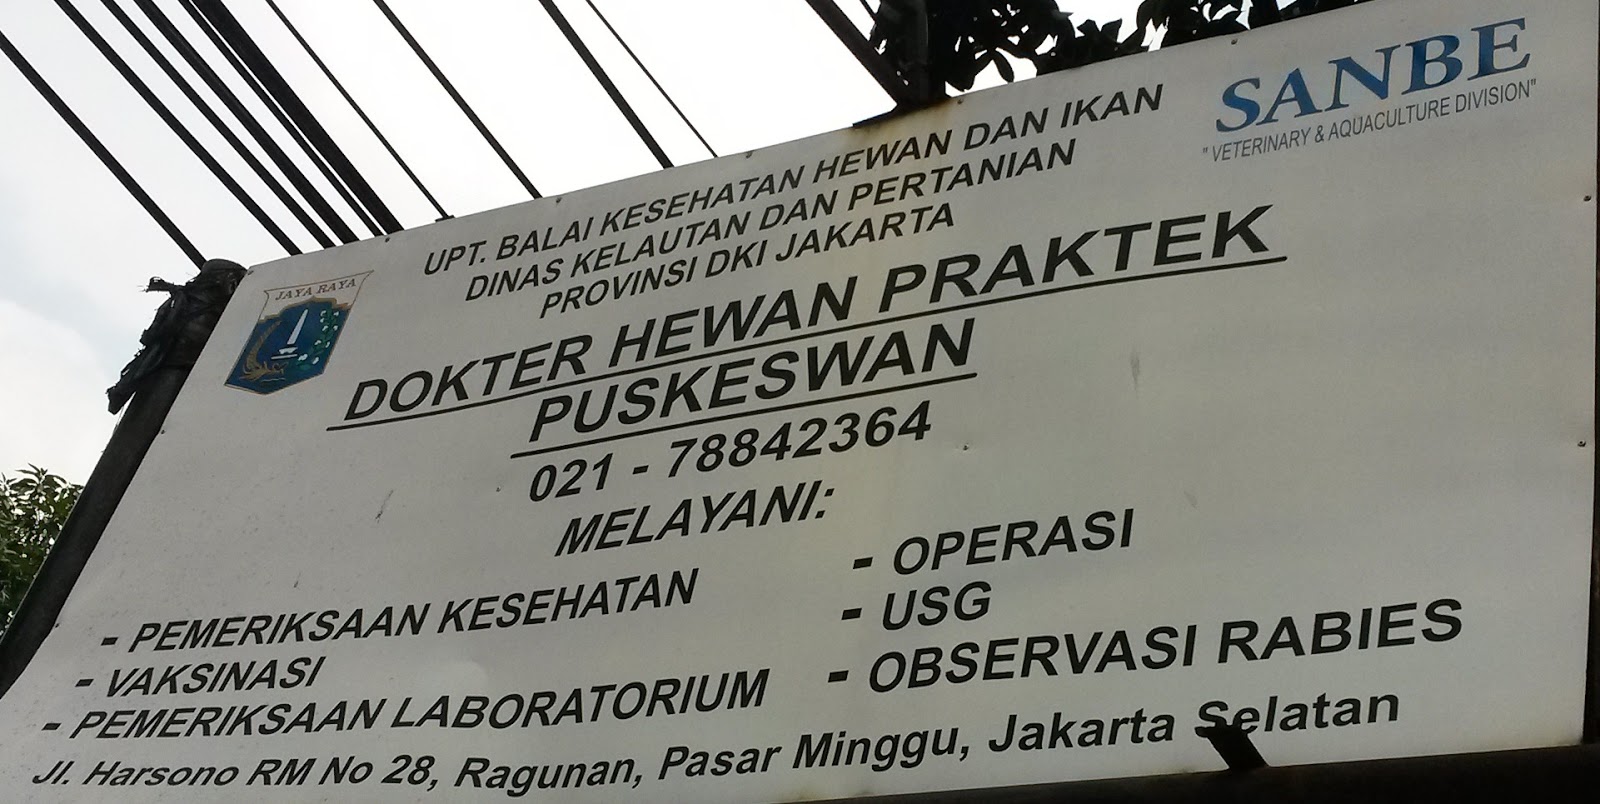 SANBE
" VETERINARY & AQUACULTURE DIVISION"
JAYA RAYA
UPT. BALAI KESEHATAN HEWAN DAN IKAN
DINAS KELAUTAN DAN PERTANIAN
PROVINSI DKI JAKARTA
DOKTER HEWAN PRAKTEK
PUSKESWAN
021 - 78842364
MELAYANI:
- PEMERIKSAAN KESEHATAN
- VAKSINASI
- PEMERIKSAAN LABORATORIUM
- OPERASI
- USG
- OBSERVASI RABIES
Jl. Harsono RM No 28, Ragunan, Pasar Minggu, Jakarta Selatan